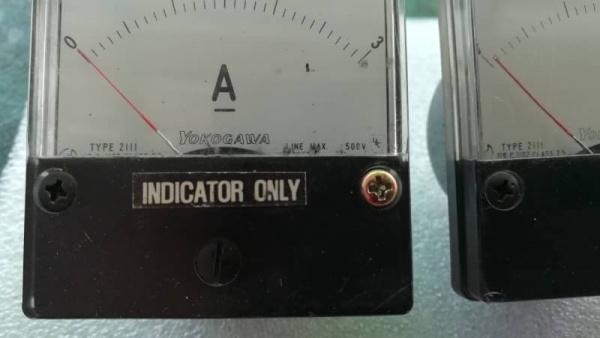 0 3
A
YOKOGAWA
TYPE 2111 LINE MAX. 500V
INDICATOR ONLY
TYPE 2111